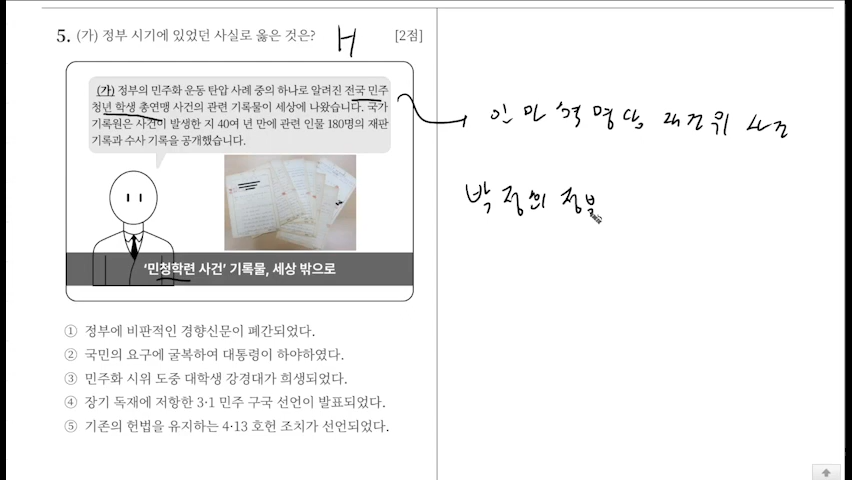 5. (가) 정부 시기에 있었던 사실로 옳은 것은? H [2점]
(가) 정부의 민주화 운동 탄압 사례 중의 하나로 알려진 전국 민주
청년 학생 총연맹 사건의 관련 기록물이 세상에 나왔습니다. 국가
기록원은 사건이 발생한 지 40여 년 만에 관련 인물 180명의 재판
기록과 수사 기록을 공개했습니다.
'민청학련 사건' 기록물, 세상 밖으로
① 정부에 비판적인 경향신문이 폐간되었다.
② 국민의 요구에 굴복하여 대통령이 하야하였다.
③ 민주화 시위 도중 대학생 강경대가 희생되었다.
④ 장기 독재에 저항한 3·1 민주 구국 선언이 발표되었다.
⑤ 기존의 헌법을 유지하는 4·13 호헌 조치가 선언되었다.
인민혁명당 재건위 사건
박정희 정부